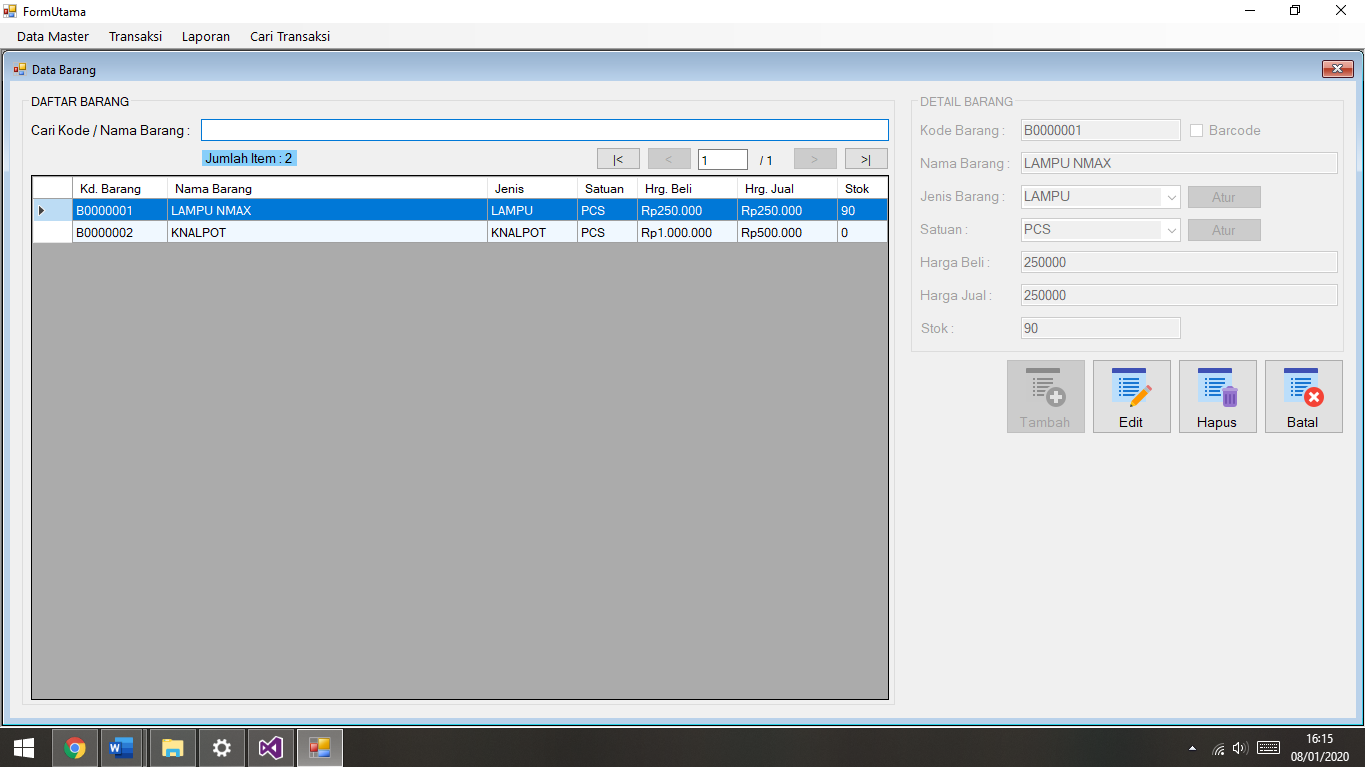 FormUtama
Data Master Transaksi Laporan Cari Transaksi
Data Barang
DAFTAR BARANG
Cari Kode / Nama Barang :
Jumlah Item : 2 |< < 1 / 1 > >|
Kd. Barang Nama Barang Jenis Satuan Hrg. Beli Hrg. Jual Stok
B0000001 LAMPU NMAX LAMPU PCS Rp250.000 Rp250.000 90
B0000002 KNALPOT KNALPOT PCS Rp1.000.000 Rp500.000 0
DETAIL BARANG
Kode Barang : B0000001 Barcode
Nama Barang : LAMPU NMAX
Jenis Barang : LAMPU Atur
Satuan : PCS Atur
Harga Beli : 250000
Harga Jual : 250000
Stok : 90
Tambah Edit Hapus Batal
16:15
08/01/2020